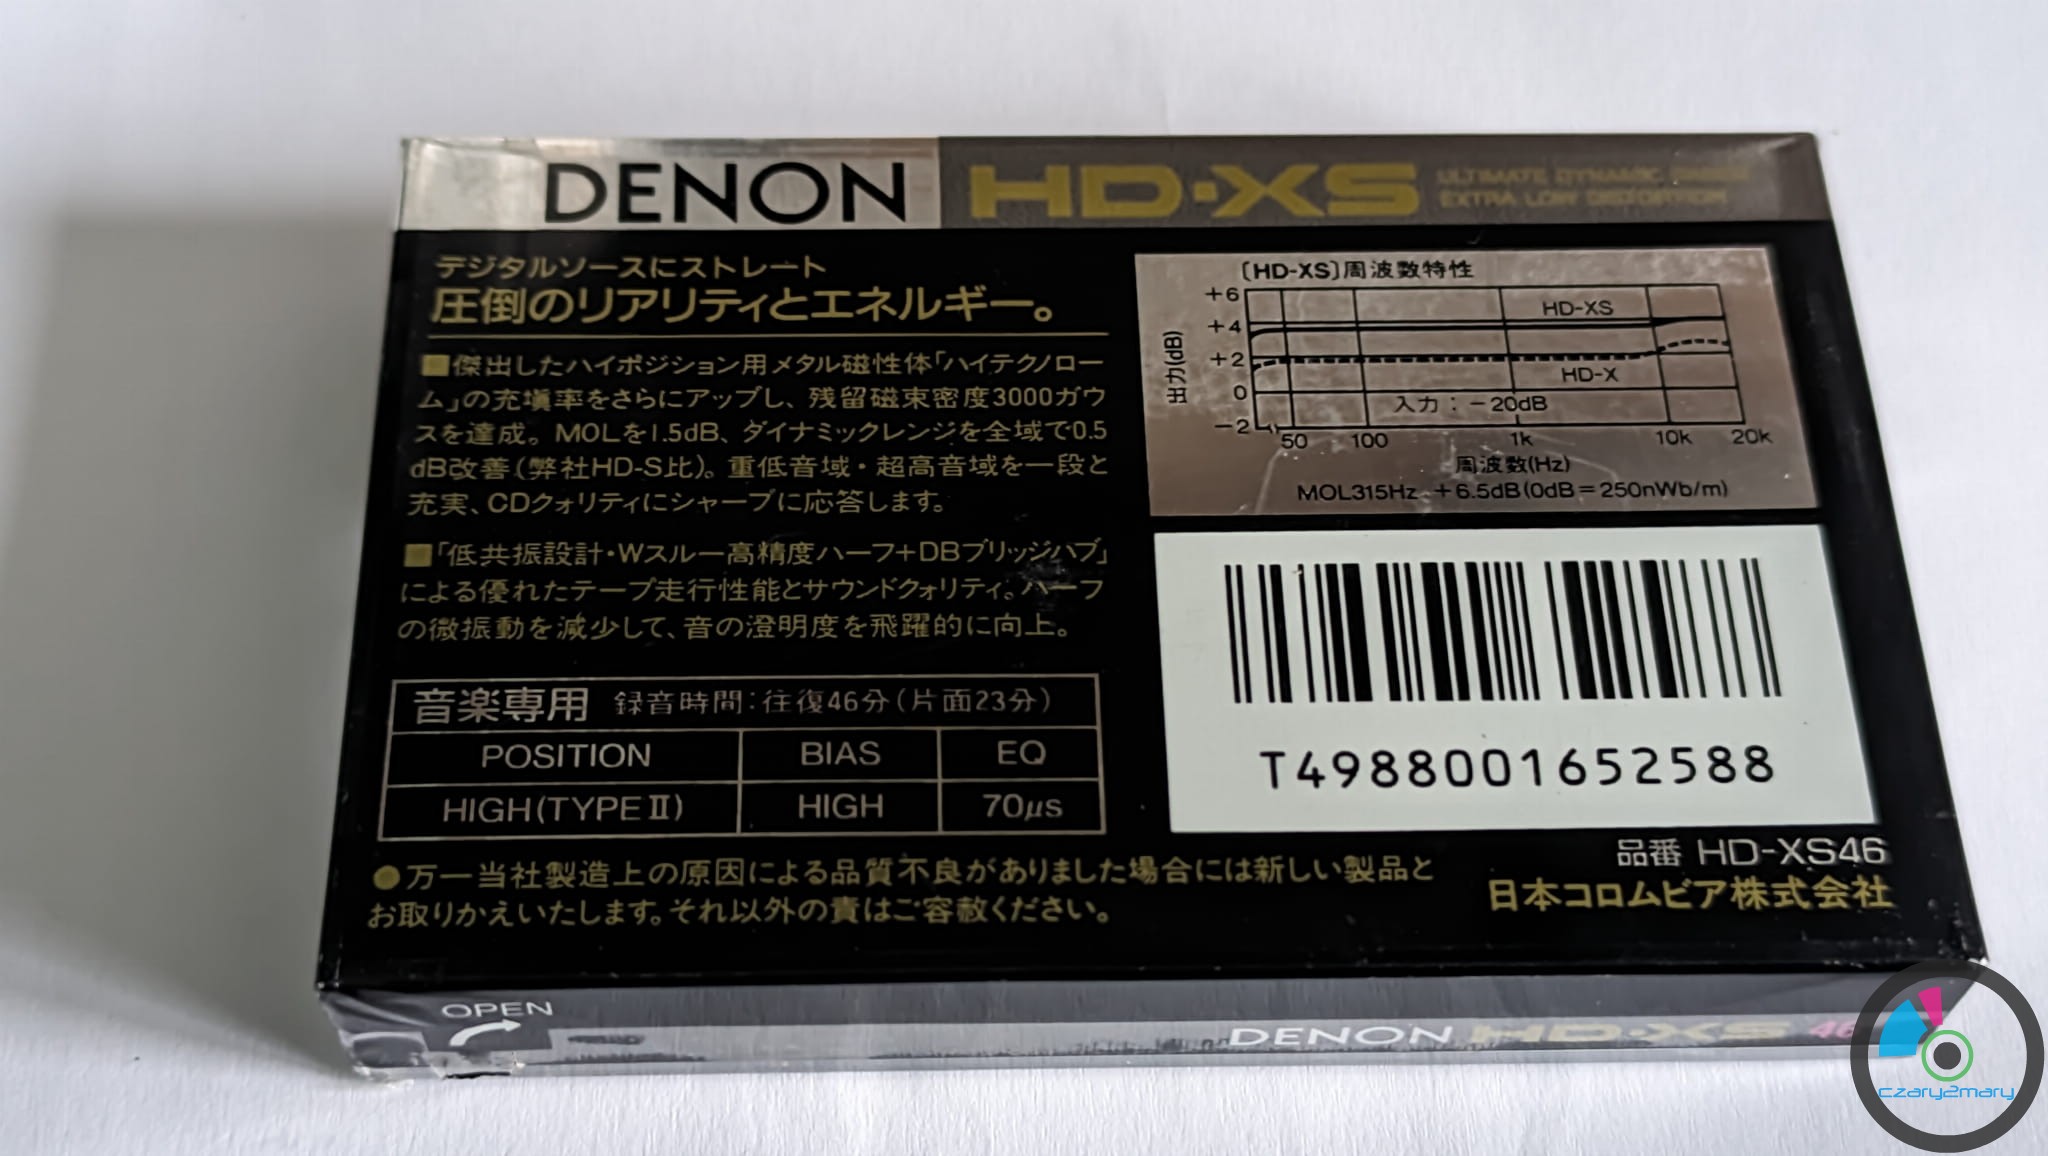 DENON HD·XS ULTIMATE DYNAMIC RANGE
EXTRA LOW DISTORTION
デジタルソースにストレート
圧倒のリアリティとエネルギー。
■傑出したハイポジション用メタル磁性体「ハイテクノロー
ム」の充塡率をさらにアップし、残留磁束密度3000ガウ
スを達成。MOLを1.5dB、ダイナミックレンジを全域で0.5
dB改善(弊社HD-S比)。重低音域・超高音域を一段と
充実、CDクォリティにシャープに応答します。
■「低共振設計・Wスルー高精度ハーフ+DBブリッジハブ」
による優れたテープ走行性能とサウンドクォリティ。ハーフ
の微振動を減少して、音の澄明度を飛躍的に向上。
音楽専用 録音時間:往復46分(片面23分)
POSITION BIAS EQ
HIGH(TYPE II) HIGH 70μs
●万一当社製造上の原因による品質不良がありました場合には新しい製品と
お取りかえいたします。それ以外の責はご容赦ください。
〔HD-XS〕周波数特性
出力(dB)
+6
+4
+2
0
-2
HD-XS
HD-X
入力:-20dB
50 100 1k 10k 20k
周波数(Hz)
MOL315Hz +6.5dB(0dB=250nWb/m)
T4988001652588
品番 HD-XS46
日本コロムビア株式会社
OPEN
DENON HD·XS 46
czary2mary